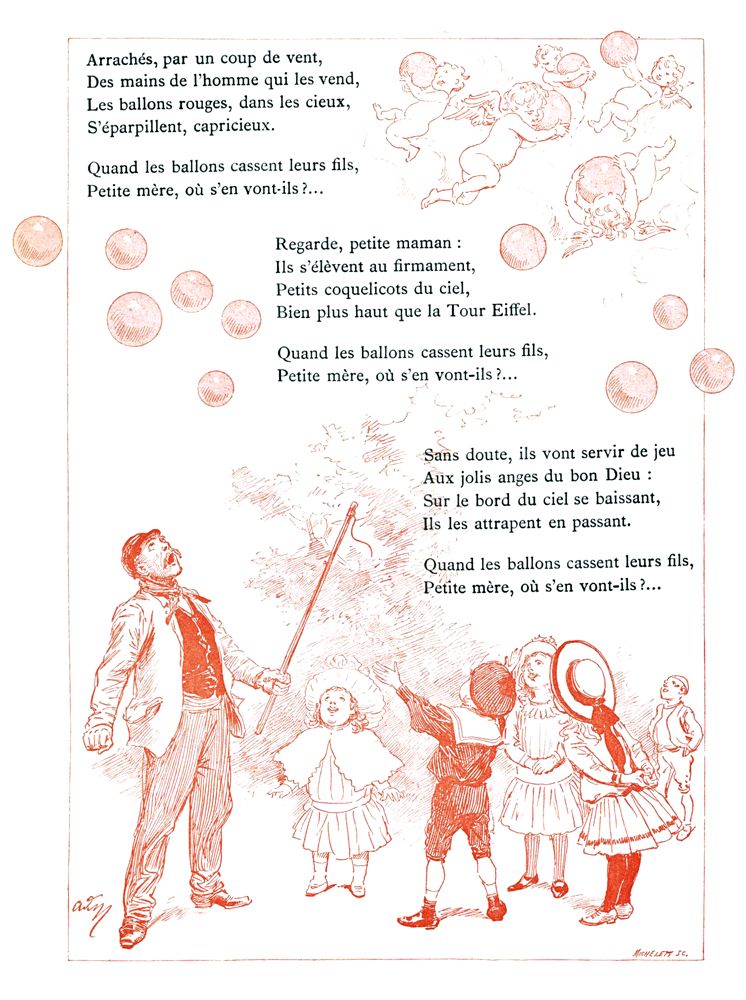 Arrachés, par un coup de vent,
Des mains de l'homme qui les vend,
Les ballons rouges, dans les cieux,
S'éparpillent, capricieux.
Quand les ballons cassent leurs fils,
Petite mère, où s'en vont-ils ?...
Regarde, petite maman :
Ils s'élèvent au firmament,
Petits coquelicots du ciel,
Bien plus haut que la Tour Eiffel.
Quand les ballons cassent leurs fils,
Petite mère, où s'en vont-ils ?...
Sans doute, ils vont servir de jeu
Aux jolis anges du bon Dieu :
Sur le bord du ciel se baissant,
Ils les attrapent en passant.
Quand les ballons cassent leurs fils,
Petite mère, où s'en vont-ils ?...
MICHELET SC.